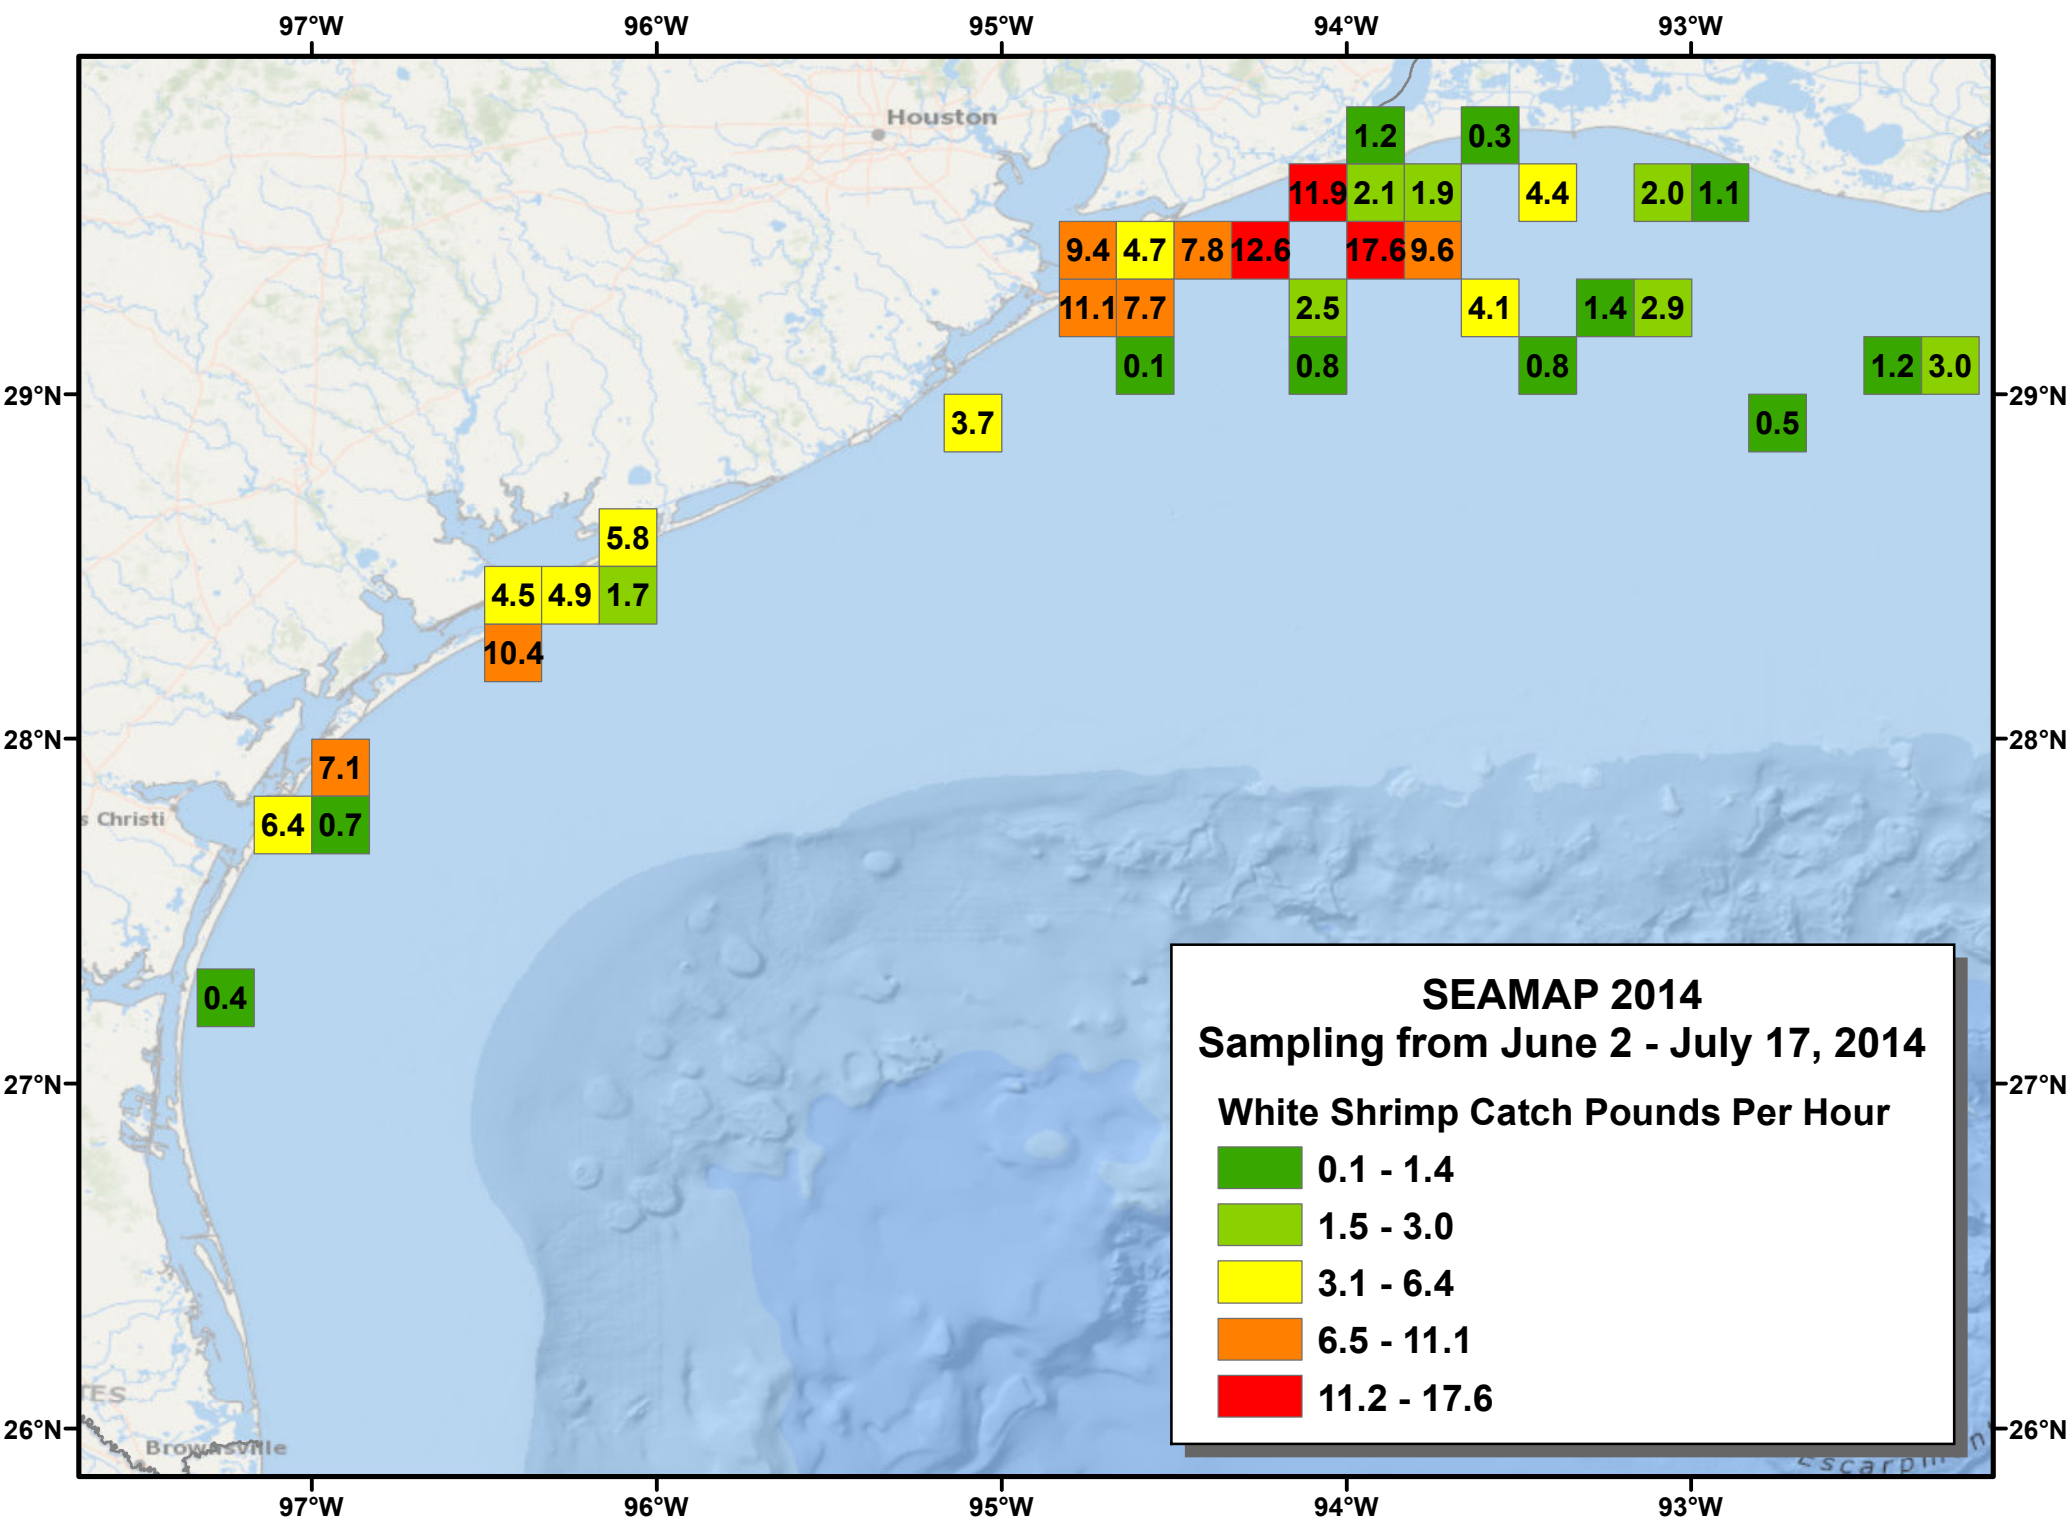 97°W 96°W 95°W 94°W 93°W
Houston
1.2 0.3
11.9 2.1 1.9 4.4 2.0 1.1
9.4 4.7 7.8 12.6 17.6 9.6
11.1 7.7 2.5 4.1 1.4 2.9
0.1 0.8 0.8 1.2 3.0
29°N 29°N
3.7 0.5
5.8
4.5 4.9 1.7
10.4
28°N 28°N
7.1
s Christi 6.4 0.7
0.4
SEAMAP 2014
Sampling from June 2 - July 17, 2014
27°N 27°N
White Shrimp Catch Pounds Per Hour
0.1 - 1.4
1.5 - 3.0
3.1 - 6.4
6.5 - 11.1
11.2 - 17.6
TES
26°N 26°N
Brownsville
97°W 96°W 95°W 94°W 93°W